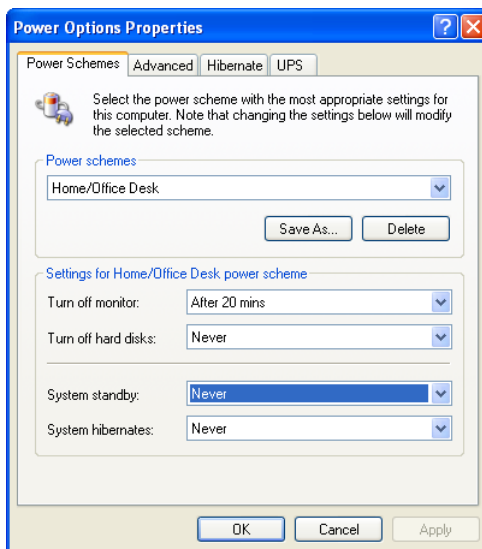 Power Options Properties
Power Schemes Advanced Hibernate UPS
Select the power scheme with the most appropriate settings for
this computer. Note that changing the settings below will modify
the selected scheme.
Power schemes
Home/Office Desk
Save As... Delete
Settings for Home/Office Desk power scheme
Turn off monitor: After 20 mins
Turn off hard disks: Never
System standby: Never
System hibernates: Never
OK Cancel Apply